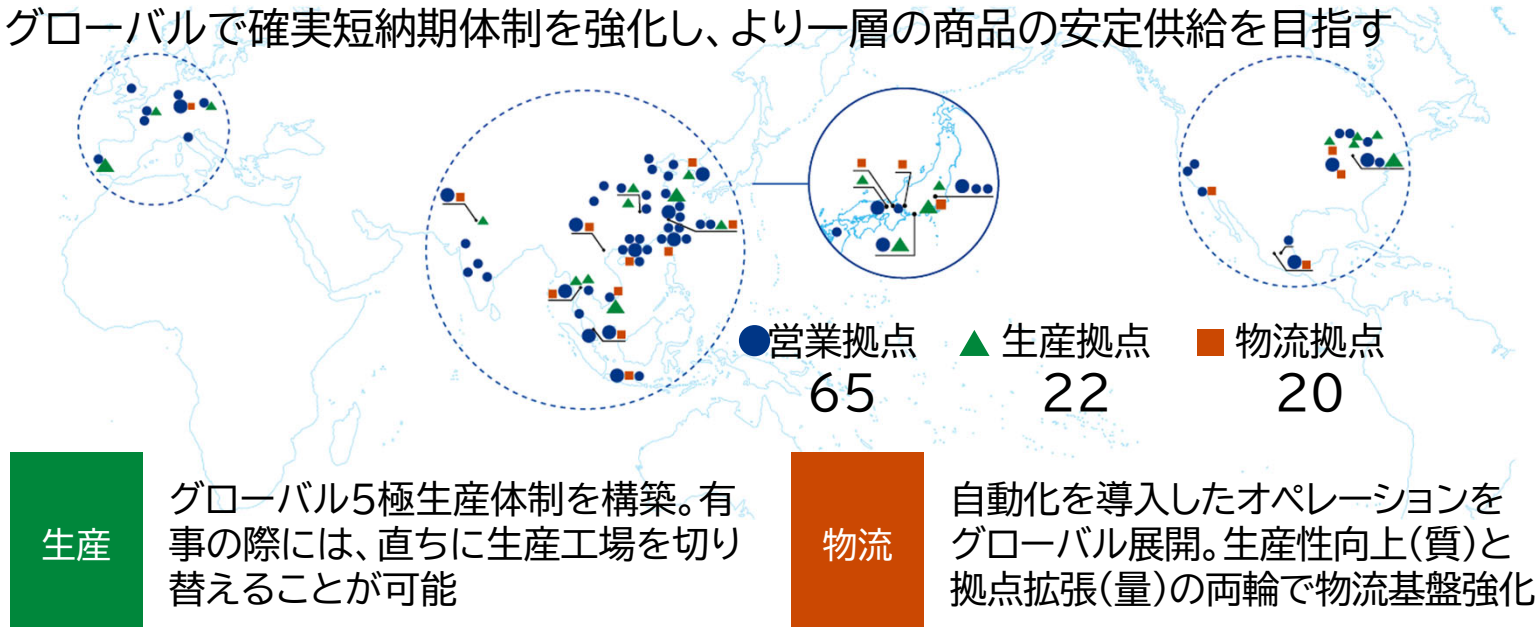 グローバルで確実短納期体制を強化し、より一層の商品の安定供給を目指す
営業拠点
65
生産拠点
22
物流拠点
20
生産
グローバル5極生産体制を構築。有
事の際には、直ちに生産工場を切り
替えることが可能
物流
自動化を導入したオペレーションを
グローバル展開。生産性向上(質)と
拠点拡張(量)の両輪で物流基盤強化